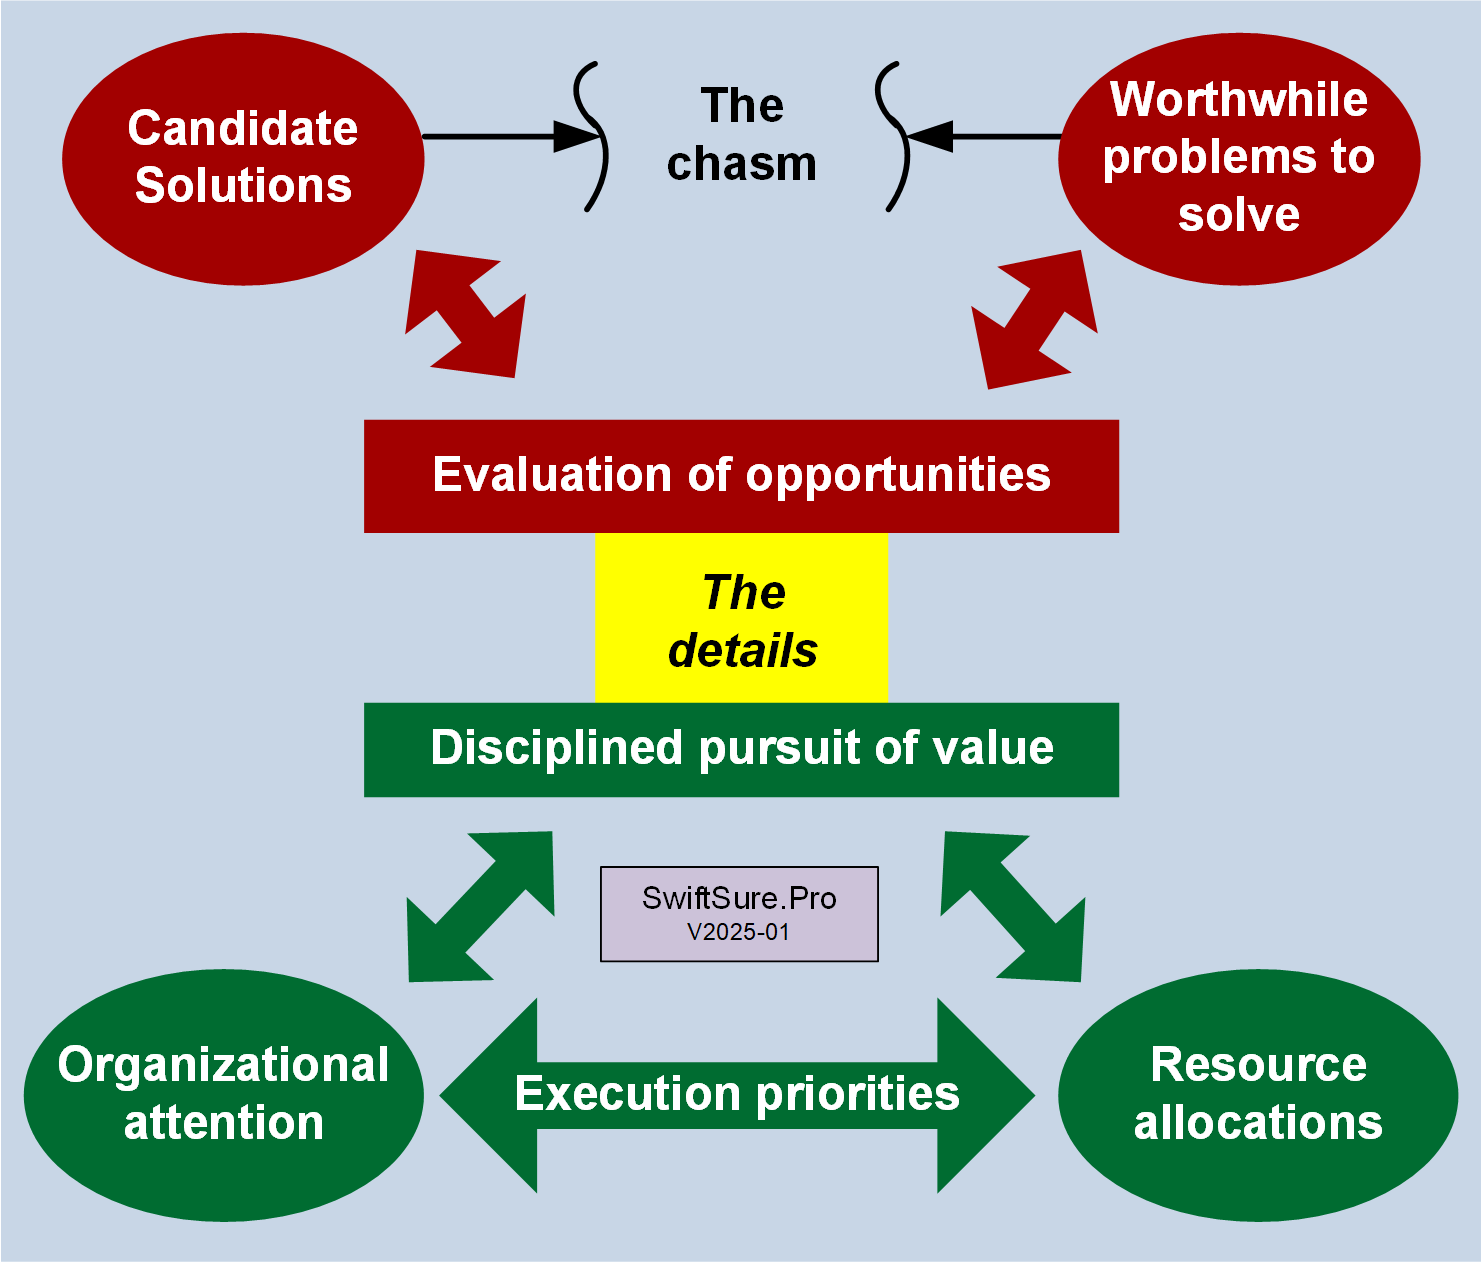 Candidate
Solutions
The
chasm
Worthwhile
problems to
solve
Evaluation of opportunities
The
details
Disciplined pursuit of value
SwiftSure.Pro
V2025-01
Organizational
attention
Execution priorities
Resource
allocations